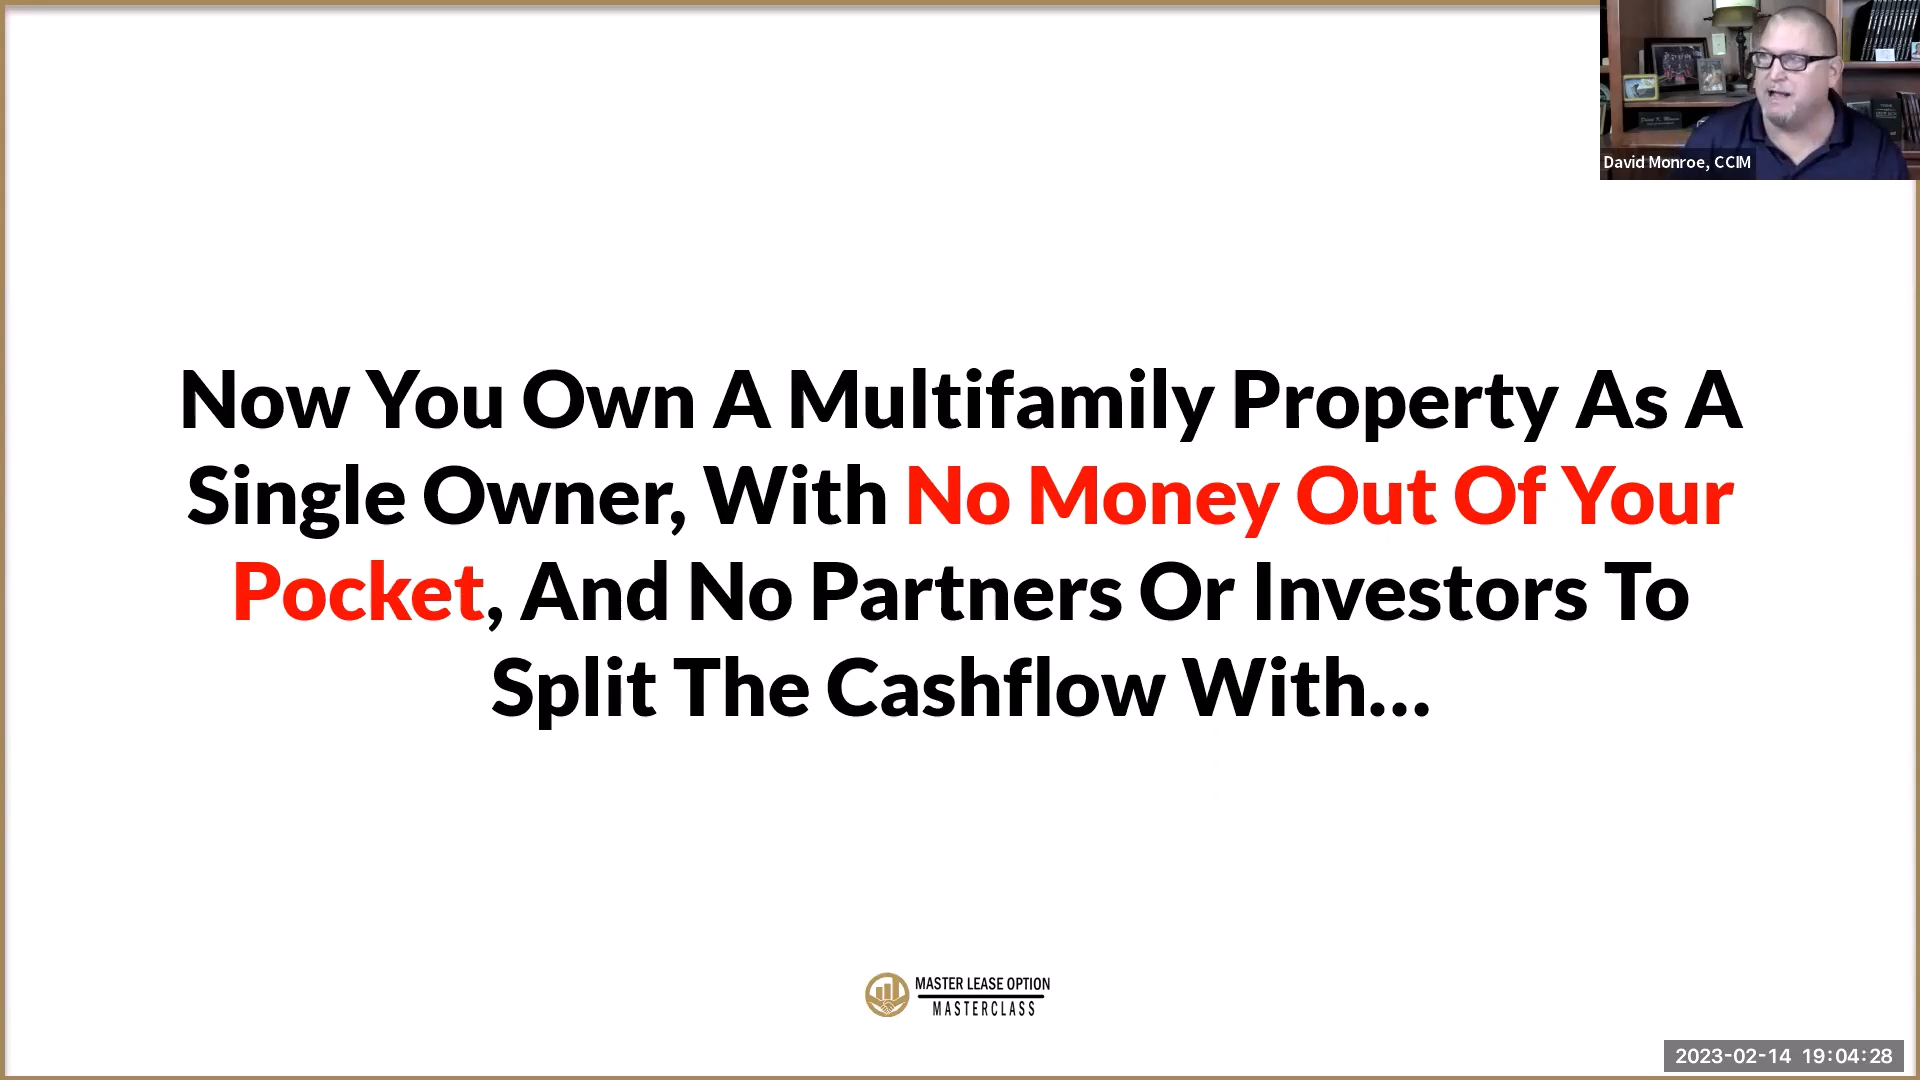 David Monroe, CCIM
Now You Own A Multifamily Property As A
Single Owner, With No Money Out Of Your
Pocket, And No Partners Or Investors To
Split The Cashflow With...
MASTER LEASE OPTION
MASTERCLASS
2023-02-14 19:04:28